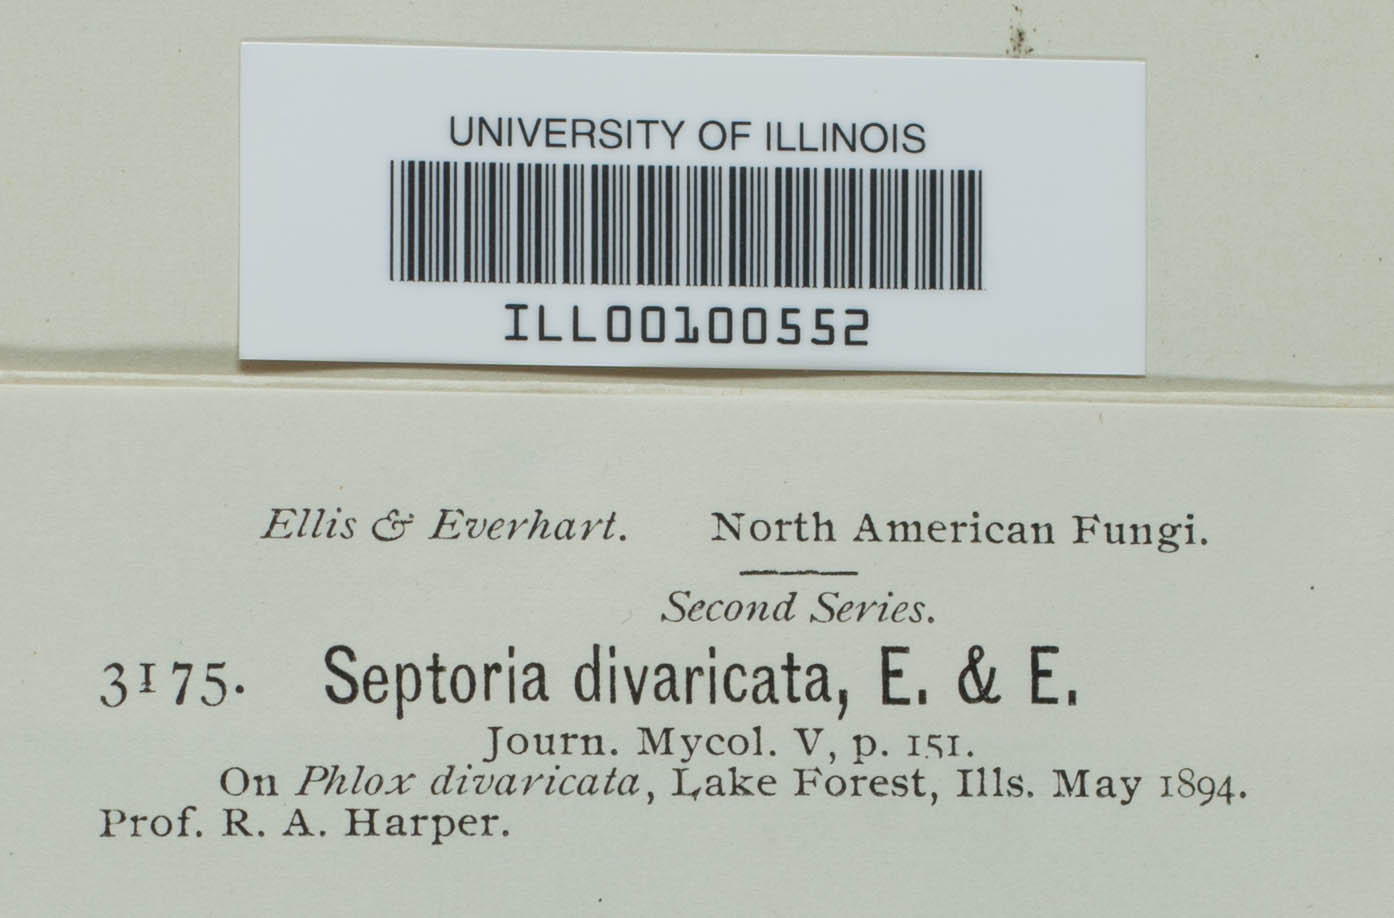 UNIVERSITY OF ILLINOIS
ILL00100552
Ellis & Everhart. North American Fungi.
Second Series.
3175. Septoria divaricata, E. & E.
Journ. Mycol. V, p. 151.
On Phlox divaricata, Lake Forest, Ills. May 1894.
Prof. R. A. Harper.